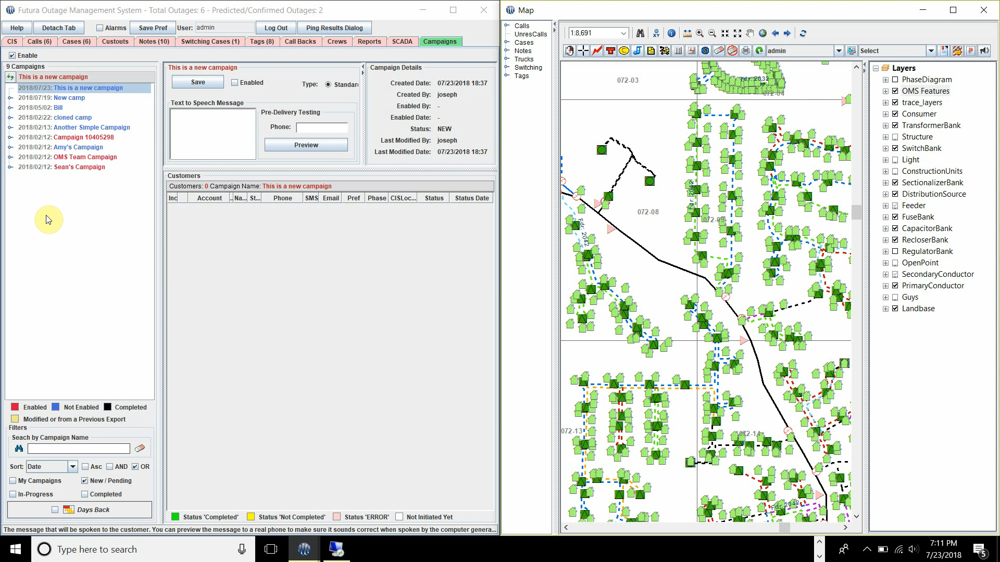 Futura Outage Management System - Total Outages: 6 - Predicted/Confirmed Outages: 2
Help
Detach Tab
Alarms
Save Pref
User:
admin
Log Out
Ping Results Dialog
CIS
Calls (6)
Cases (6)
Custouts
Notes (10)
Switching Cases (1)
Tags (8)
Call Backs
Crews
Reports
SCADA
Campaigns
Enable
9 Campaigns
This is a new campaign
2018/07/23: This is a new campaign
2018/07/19: New camp
2018/05/02: Bill
2018/02/22: cloned camp
2018/02/13: Another Simple Campaign
2018/02/12: Campaign 10405298
2018/02/12: Amy's Campaign
2018/02/12: OMS Team Campaign
2018/02/12: Sean's Campaign
Enabled
Not Enabled
Completed
Modified or from a Previous Export
Filters
Seach by Campaign Name
Sort:
Date
Asc
AND
OR
My Campaigns
New / Pending
In-Progress
Completed
Days Back
This is a new campaign
Save
Enabled
Type:
Standar
Text to Speech Message
Pre-Delivery Testing
Phone:
Preview
Campaign Details
Created Date: 07/23/2018 18:37
Created By: joseph
Enabled By: -
Enabled Date: -
Status: NEW
Last Modified By: joseph
Last Modified Date: 07/23/2018 18:37
Customers
Customers: 0 Campaign Name: This is a new campaign
Inc
Account
..
Na...
St...
Phone
SMS
Email
Pref
Phase
CISLoc...
Status
Status Date
Status 'Completed'
Status 'Not Completed'
Status 'ERROR'
Not Initiated Yet
The message that will be spoken to the customer. You can preview the message to a real phone to make sure it sounds correct when spoken by the computer genera...
Map
Calls
UnresCalls
Cases
Notes
Trucks
Switching
Tags
1:8,691
admin
Select
072-03
Fdr: 2032
072-04
072-08
Fdr: 2042
072-09
Fdr: 2042
072-13
072-14
Fdr: 2042
Layers
PhaseDiagram
OMS Features
trace_layers
Consumer
TransformerBank
Structure
SwitchBank
Light
ConstructionUnits
SectionalizerBank
DistributionSource
Feeder
FuseBank
CapacitorBank
RecloserBank
RegulatorBank
OpenPoint
SecondaryConductor
PrimaryConductor
Guys
Landbase
Type here to search
7:11 PM
7/23/2018
5